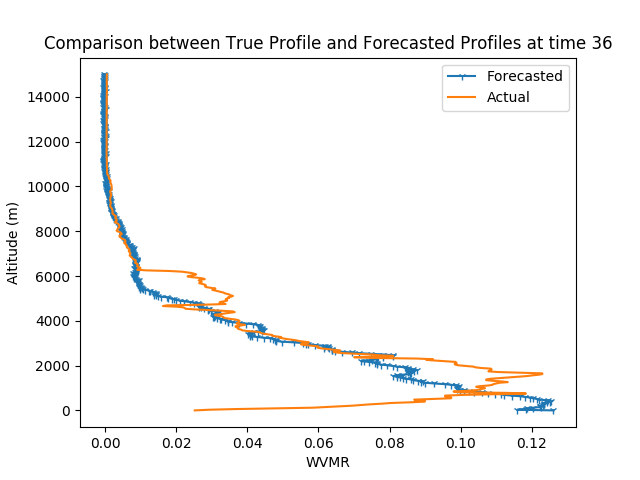 Comparison between True Profile and Forecasted Profiles at time 36
Forecasted
Actual
14000
12000
10000
8000
6000
4000
2000
0
Altitude (m)
0.00 0.02 0.04 0.06 0.08 0.10 0.12
WVMR